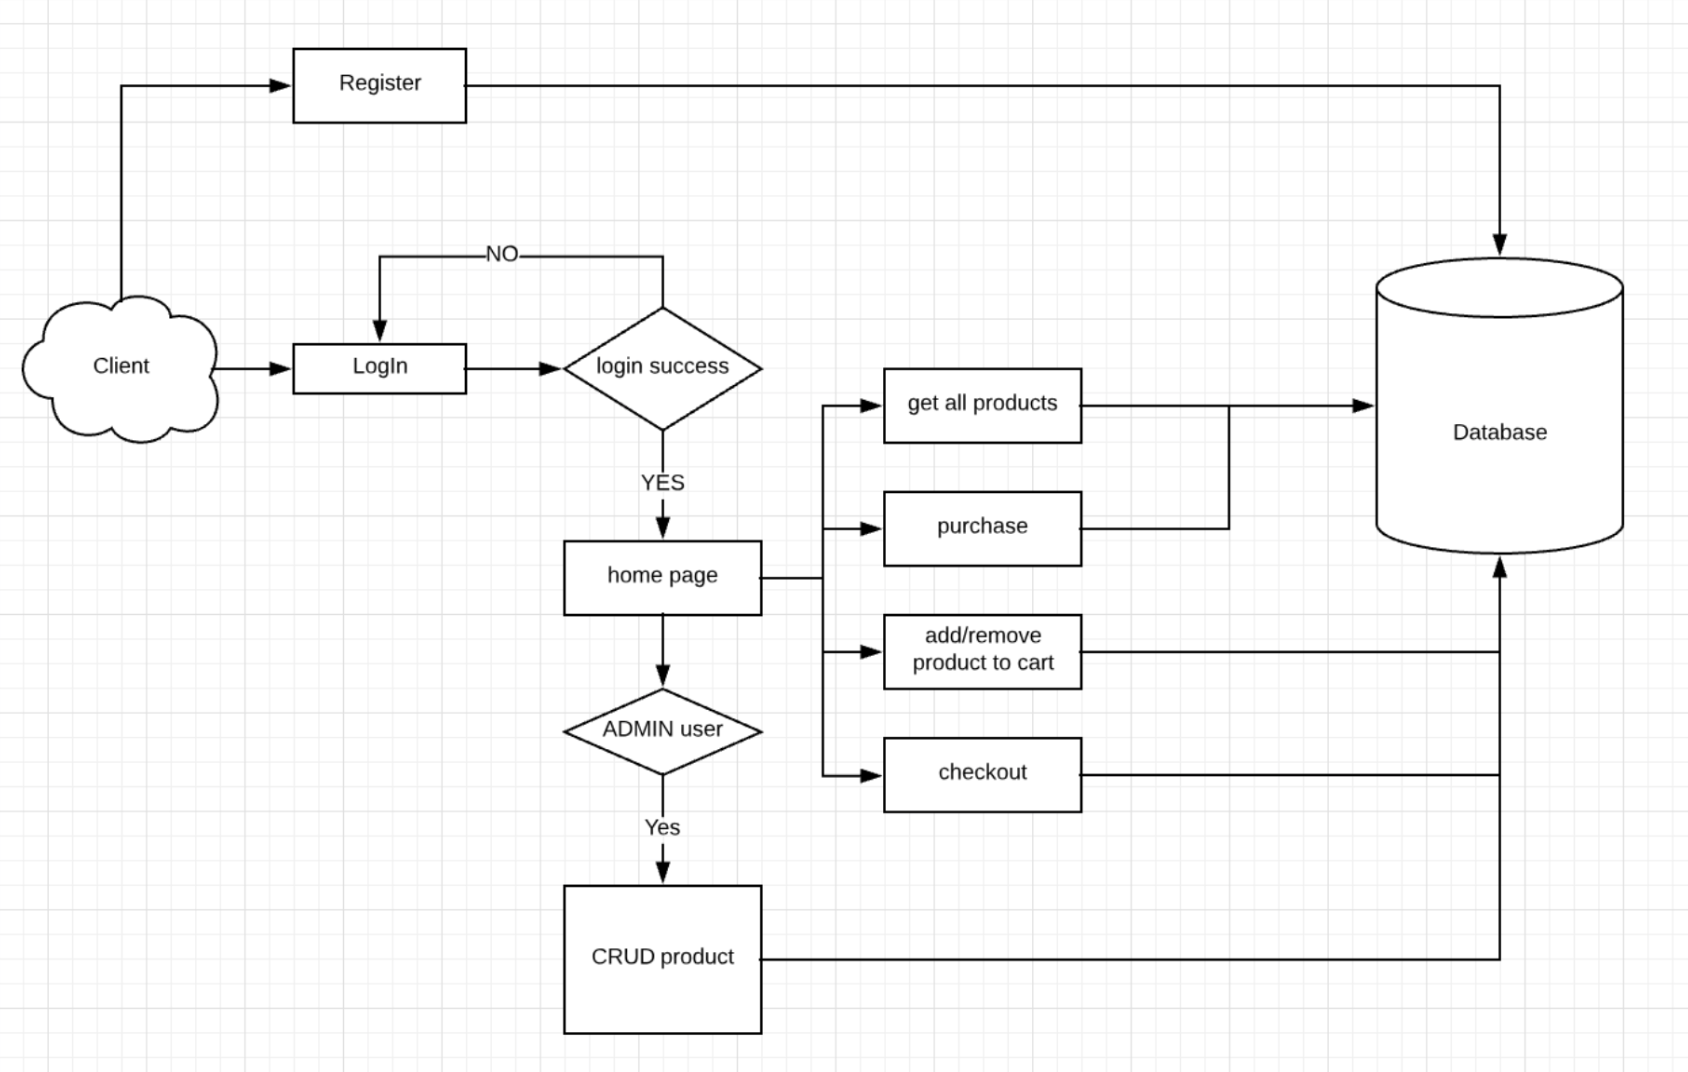 Register
NO
Client
LogIn
login success
get all products
Database
YES
purchase
home page
add/remove
product to cart
ADMIN user
checkout
Yes
CRUD product